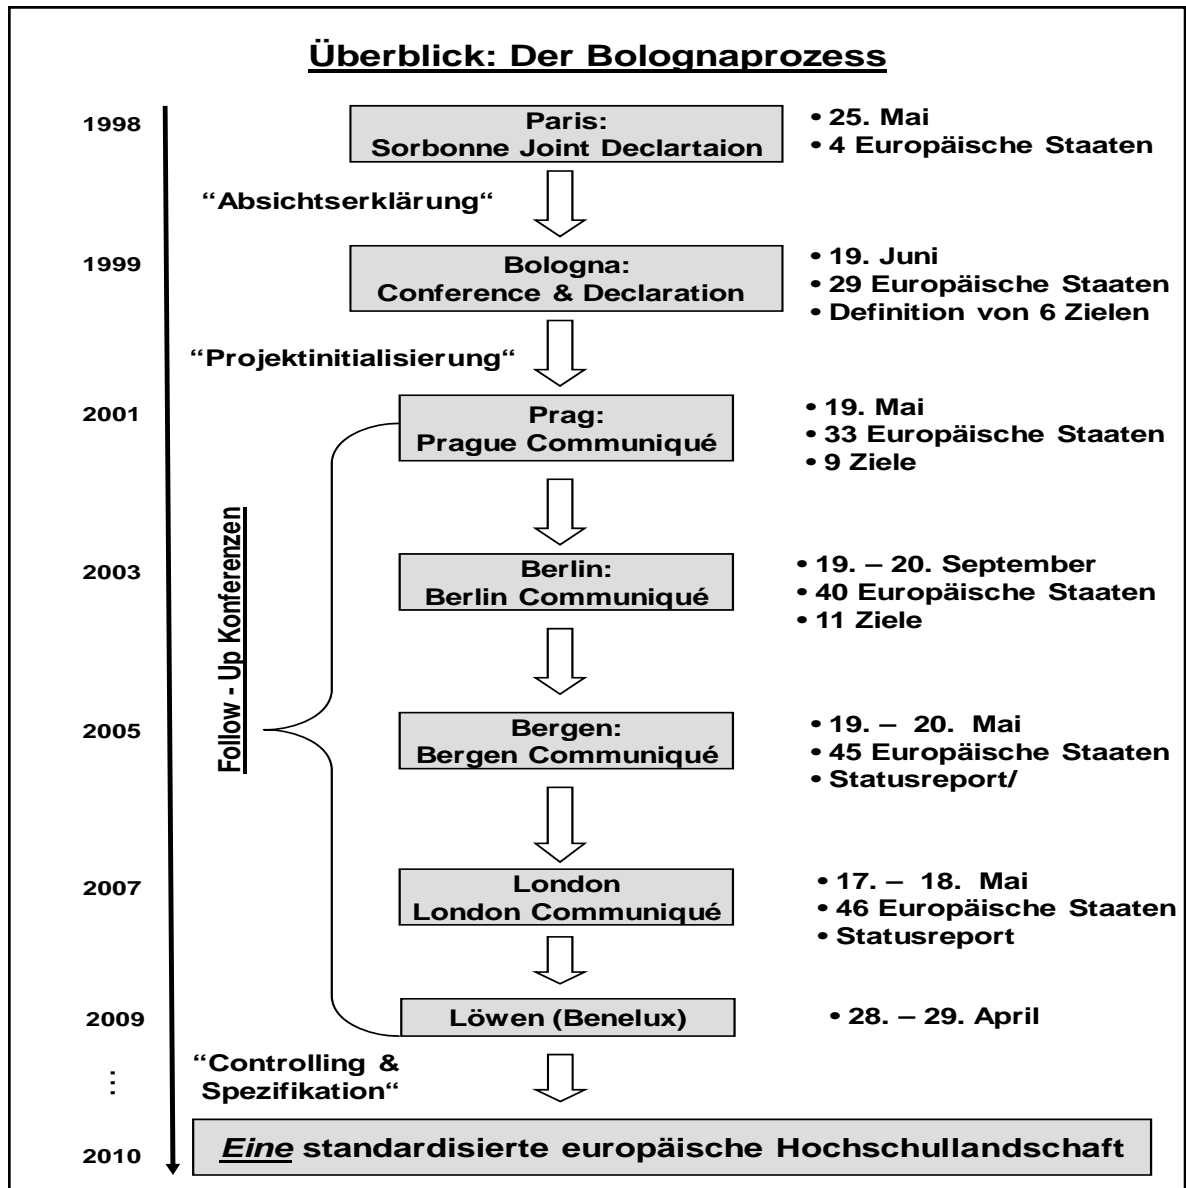 Überblick: Der Bolognaprozess
1998
Paris:
Sorbonne Joint Declartaion
• 25. Mai
• 4 Europäische Staaten
“Absichtserklärung“
1999
Bologna:
Conference & Declaration
• 19. Juni
• 29 Europäische Staaten
• Definition von 6 Zielen
“Projektinitialisierung“
2001
Prag:
Prague Communiqué
• 19. Mai
• 33 Europäische Staaten
• 9 Ziele
Follow - Up Konferenzen
2003
Berlin:
Berlin Communiqué
• 19. – 20. September
• 40 Europäische Staaten
• 11 Ziele
2005
Bergen:
Bergen Communiqué
• 19. – 20. Mai
• 45 Europäische Staaten
• Statusreport/
2007
London
London Communiqué
• 17. – 18. Mai
• 46 Europäische Staaten
• Statusreport
2009
Löwen (Benelux)
• 28. – 29. April
...
“Controlling &
Spezifikation“
2010
Eine standardisierte europäische Hochschullandschaft